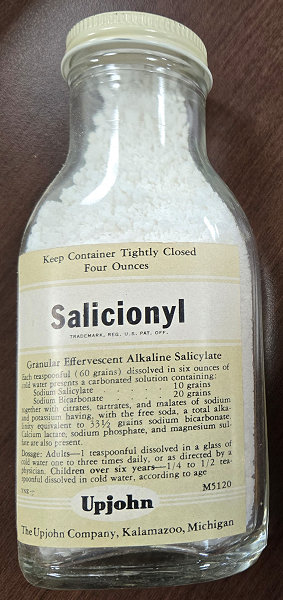 Keep Container Tightly Closed
Four Ounces
Salicionyl
TRADEMARK, REG. U.S. PAT. OFF.
Granular Effervescent Alkaline Salicylate
Each teaspoonful (60 grains) dissolved in six ounces of
cold water presents a carbonated solution containing:
Sodium Salicylate . . . . . 10 grains
Sodium Bicarbonate . . . . 20 grains
together with citrates, tartrates, and malates of sodium
and potassium having, with the free soda, a total alka-
linity equivalent to 33½ grains sodium bicarbonate.
Calcium lactate, sodium phosphate, and magnesium sul-
fate are also present.
Dosage: Adults—1 teaspoonful dissolved in a glass of
cold water one to three times daily, or as directed by a
physician. Children over six years—1/4 to 1/2 tea-
spoonful dissolved in cold water, according to age
M5120
Upjohn
The Upjohn Company, Kalamazoo, Michigan